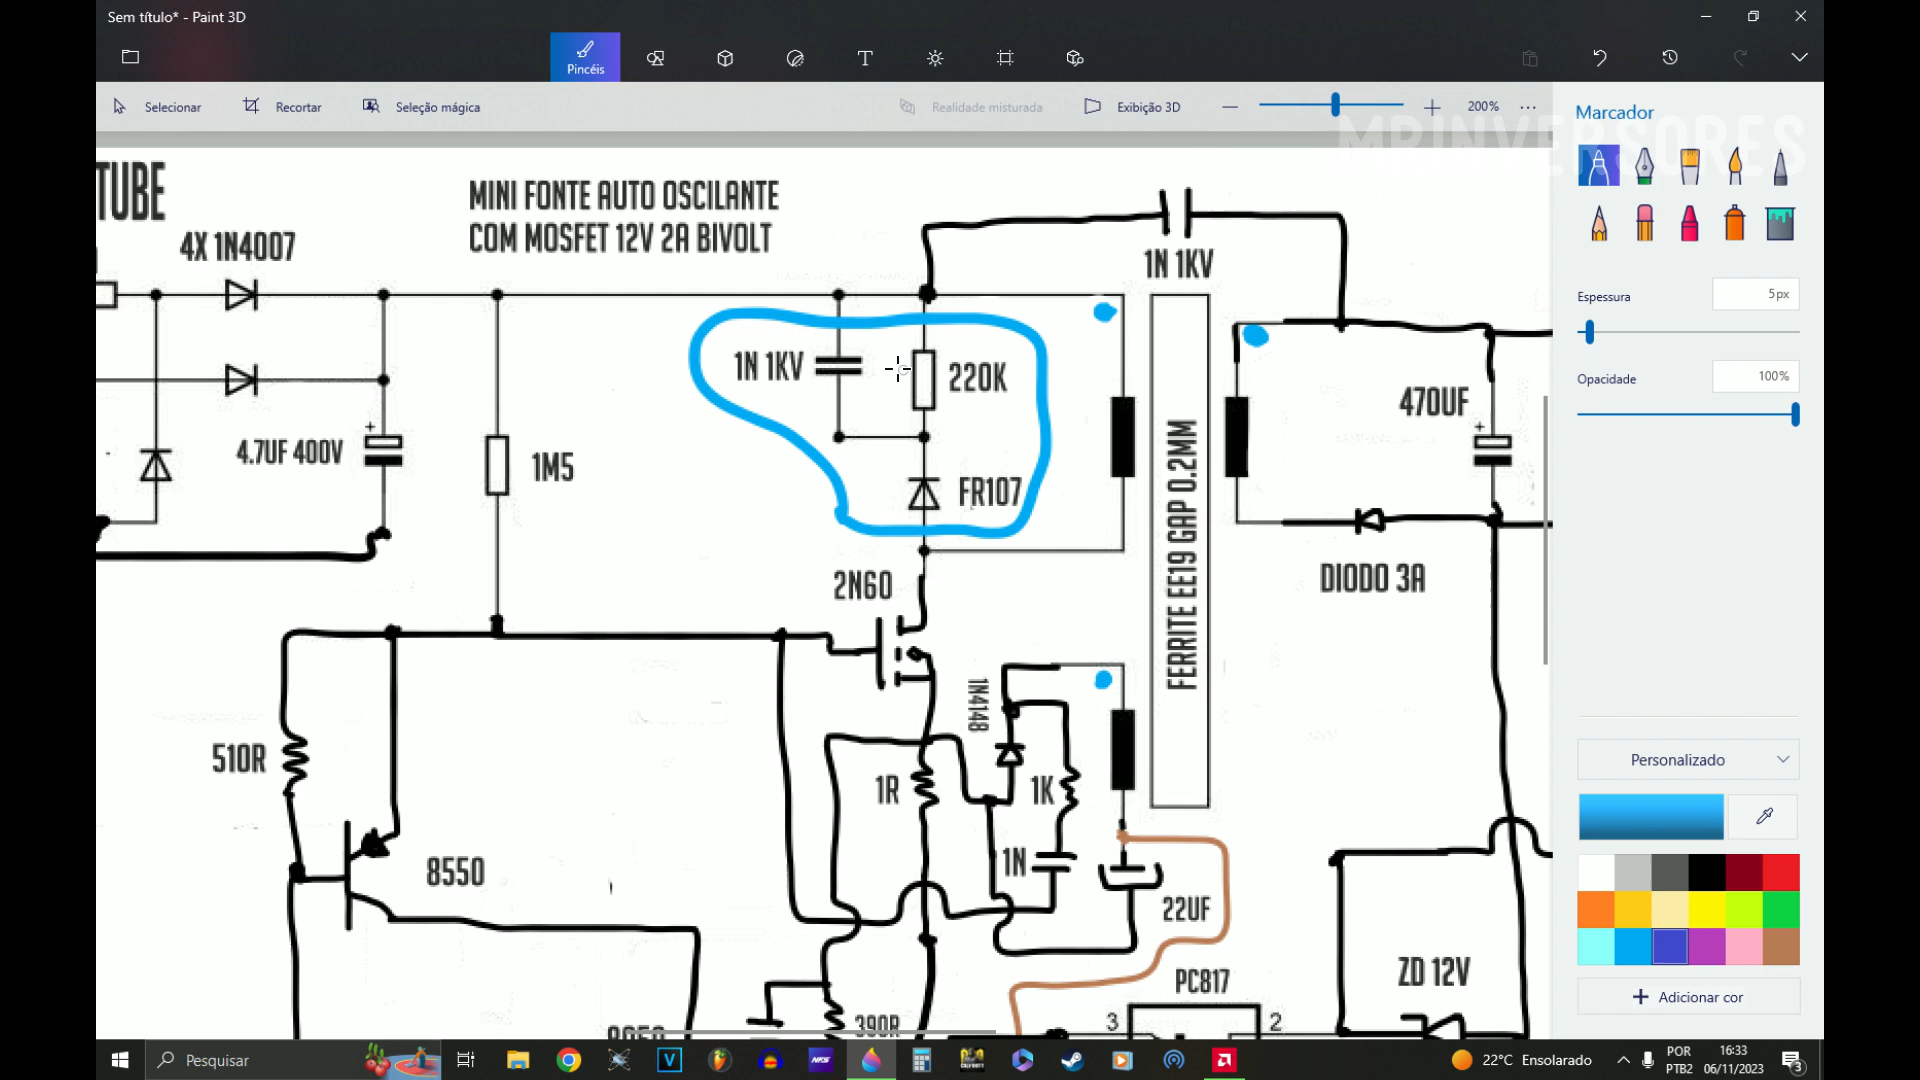 Sem título* - Paint 3D
Pincéis
Selecionar
Recortar
Seleção mágica
Realidade misturada
Exibição 3D
200%
Marcador
MRINVERSORES
Espessura
5px
Opacidade
100%
Personalizado
Adicionar cor
TUBE
MINI FONTE AUTO OSCILANTE
COM MOSFET 12V 2A BIVOLT
4X 1N4007
1N 1KV
1N 1KV
220K
470UF
+
+
4.7UF 400V
1M5
FR107
FERRITE EE19 GAP 0.2MM
2N60
DIODO 3A
1N4148
510R
1R
1K
8550
1N
22UF
ZD 12V
PC817
390R
3
2
Pesquisar
22°C Ensolarado
POR
PTB2
16:33
06/11/2023
3